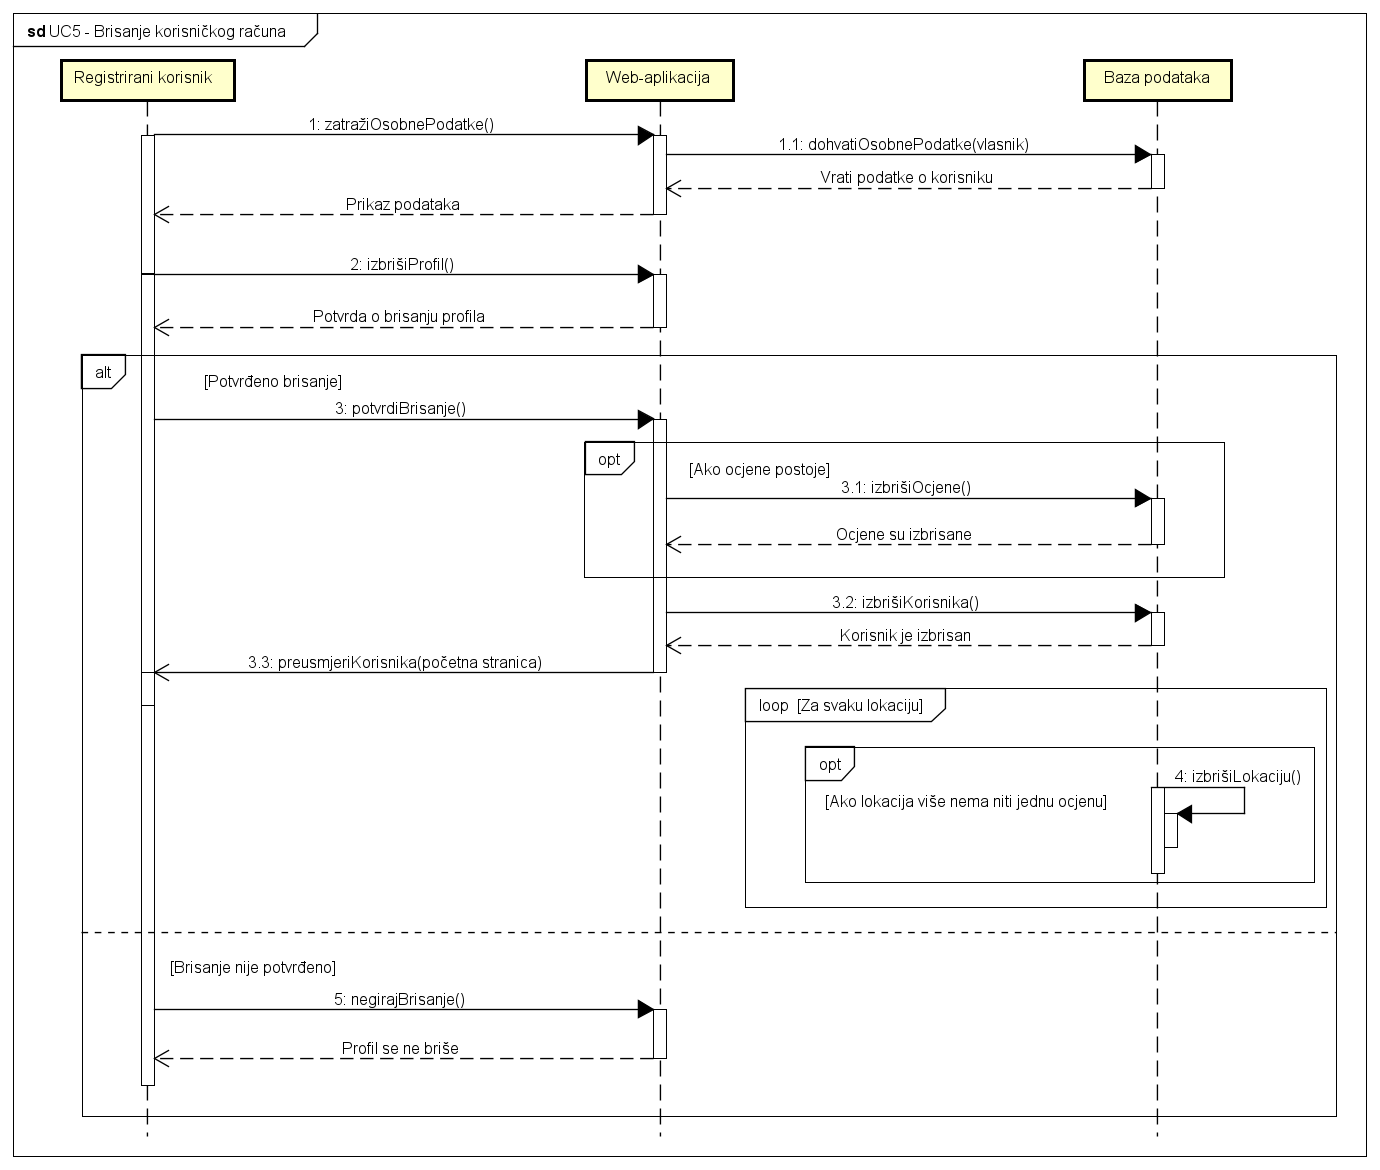 sd UC5 - Brisanje korisničkog računa
Registrirani korisnik
Web-aplikacija
Baza podataka
1: zatražiOsobnePodatke()
1.1: dohvatiOsobnePodatke(vlasnik)
Vrati podatke o korisniku
Prikaz podataka
2: izbrišiProfil()
Potvrda o brisanju profila
alt
[Potvrđeno brisanje]
3: potvrdiBrisanje()
opt
[Ako ocjene postoje]
3.1: izbrišiOcjene()
Ocjene su izbrisane
3.2: izbrišiKorisnika()
Korisnik je izbrisan
3.3: preusmjeriKorisnika(početna stranica)
loop [Za svaku lokaciju]
opt
4: izbrišiLokaciju()
[Ako lokacija više nema niti jednu ocjenu]
[Brisanje nije potvrđeno]
5: negirajBrisanje()
Profil se ne briše